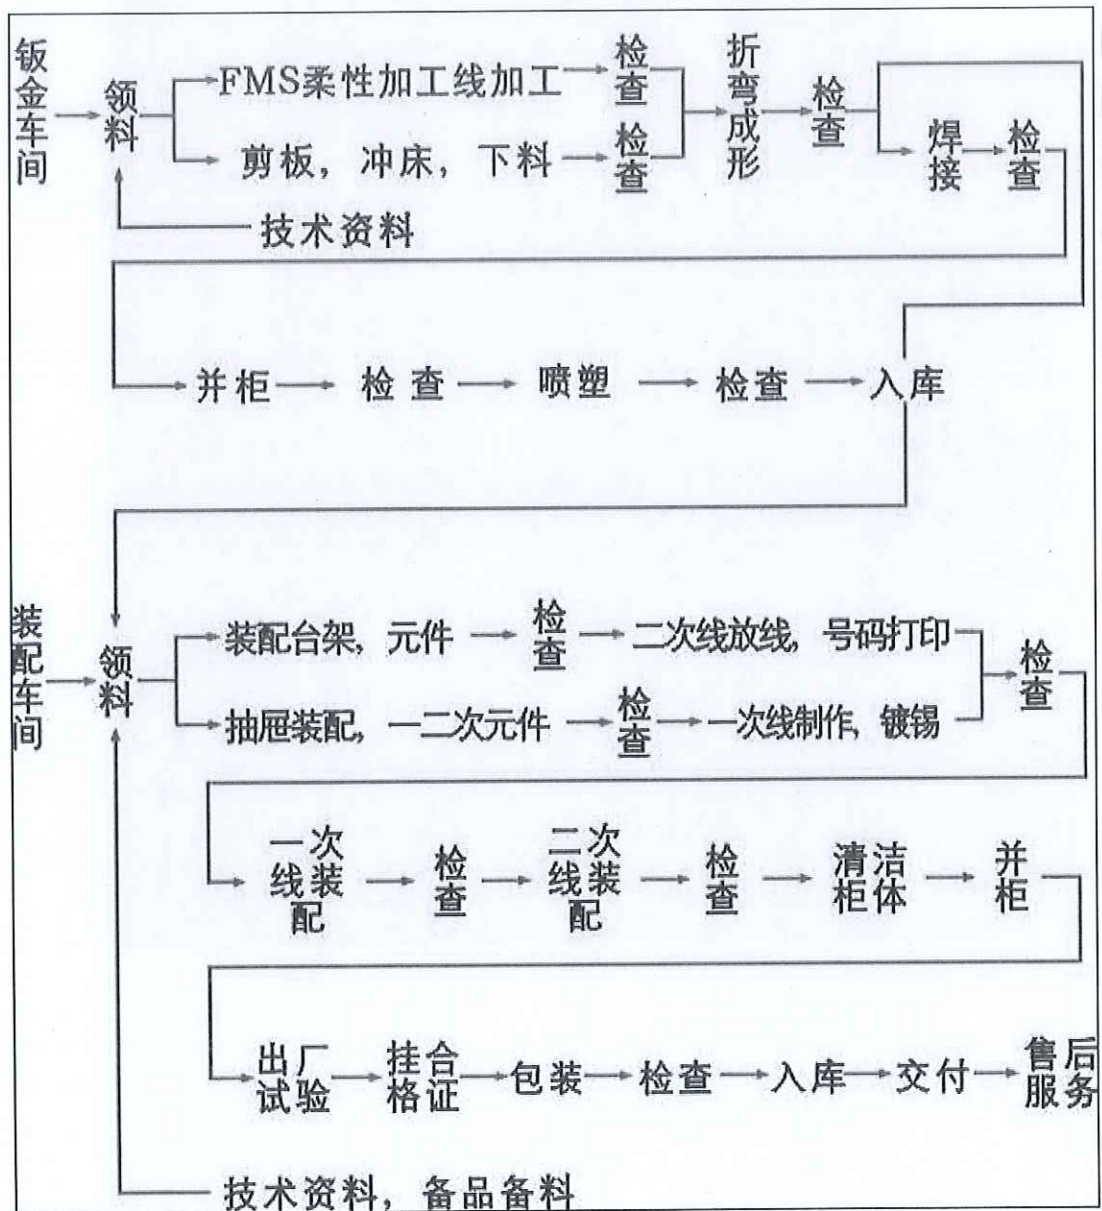 钣金车间
领料
FMS柔性加工线加工
检查
剪板，冲床，下料
检查
折弯成形
检查
焊接
检查
技术资料
并柜
检查
喷塑
检查
入库
装配车间
领料
装配台架，元件
检查
二次线放线，号码打印
抽屉装配，一二次元件
检查
一次线制作，镀锡
检查
一次
线装
配
检查
二次
线装
配
检查
清洁
柜体
并柜
出厂
试验
挂合
格证
包装
检查
入库
交付
售后
服务
技术资料，备品备料